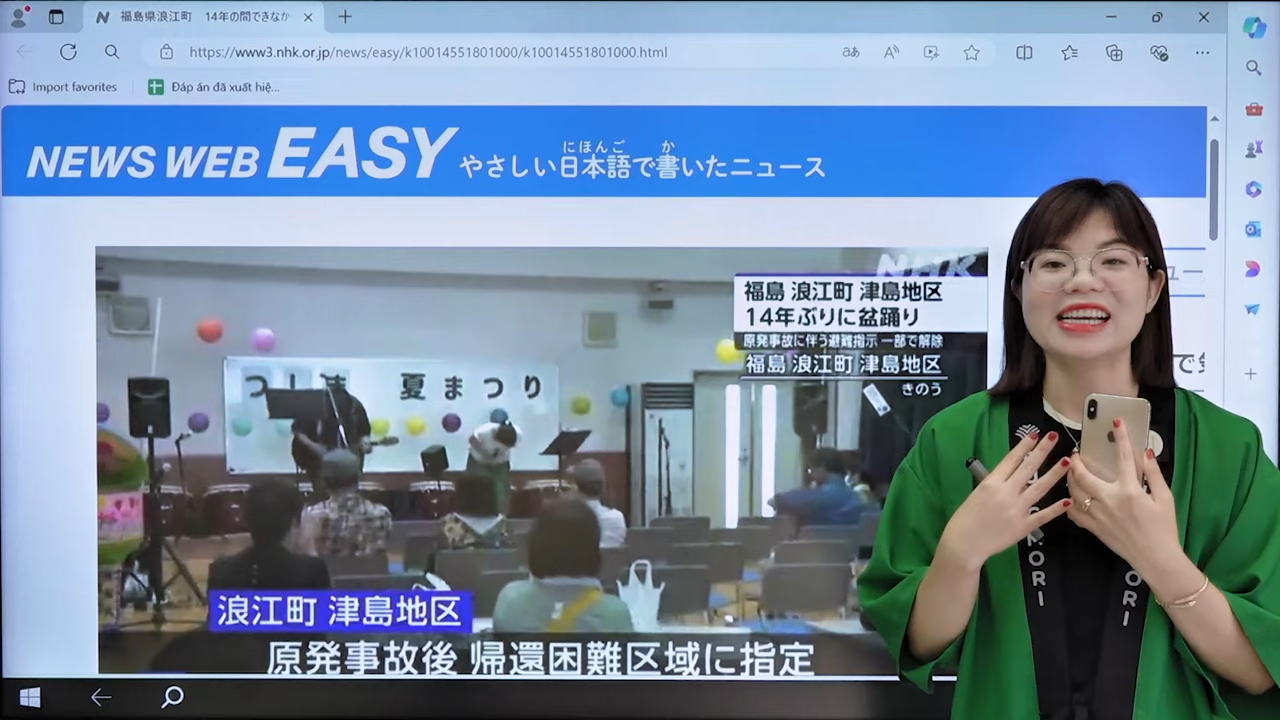 福島県浪江町 14年の間できなか
https://www3.nhk.or.jp/news/easy/k10014551801000/k10014551801000.html
Import favorites
Đáp án đã xuất hiệ...
NEWS WEB EASY やさしい日本語で書いたニュース
にほんご か
NHK
福島 浪江町 津島地区
14年ぶりに盆踊り
原発事故に伴う避難指示 一部で解除
福島 浪江町 津島地区
きのう
夏まつり
浪江町 津島地区
原発事故後 帰還困難区域に指定
KORI
ORI